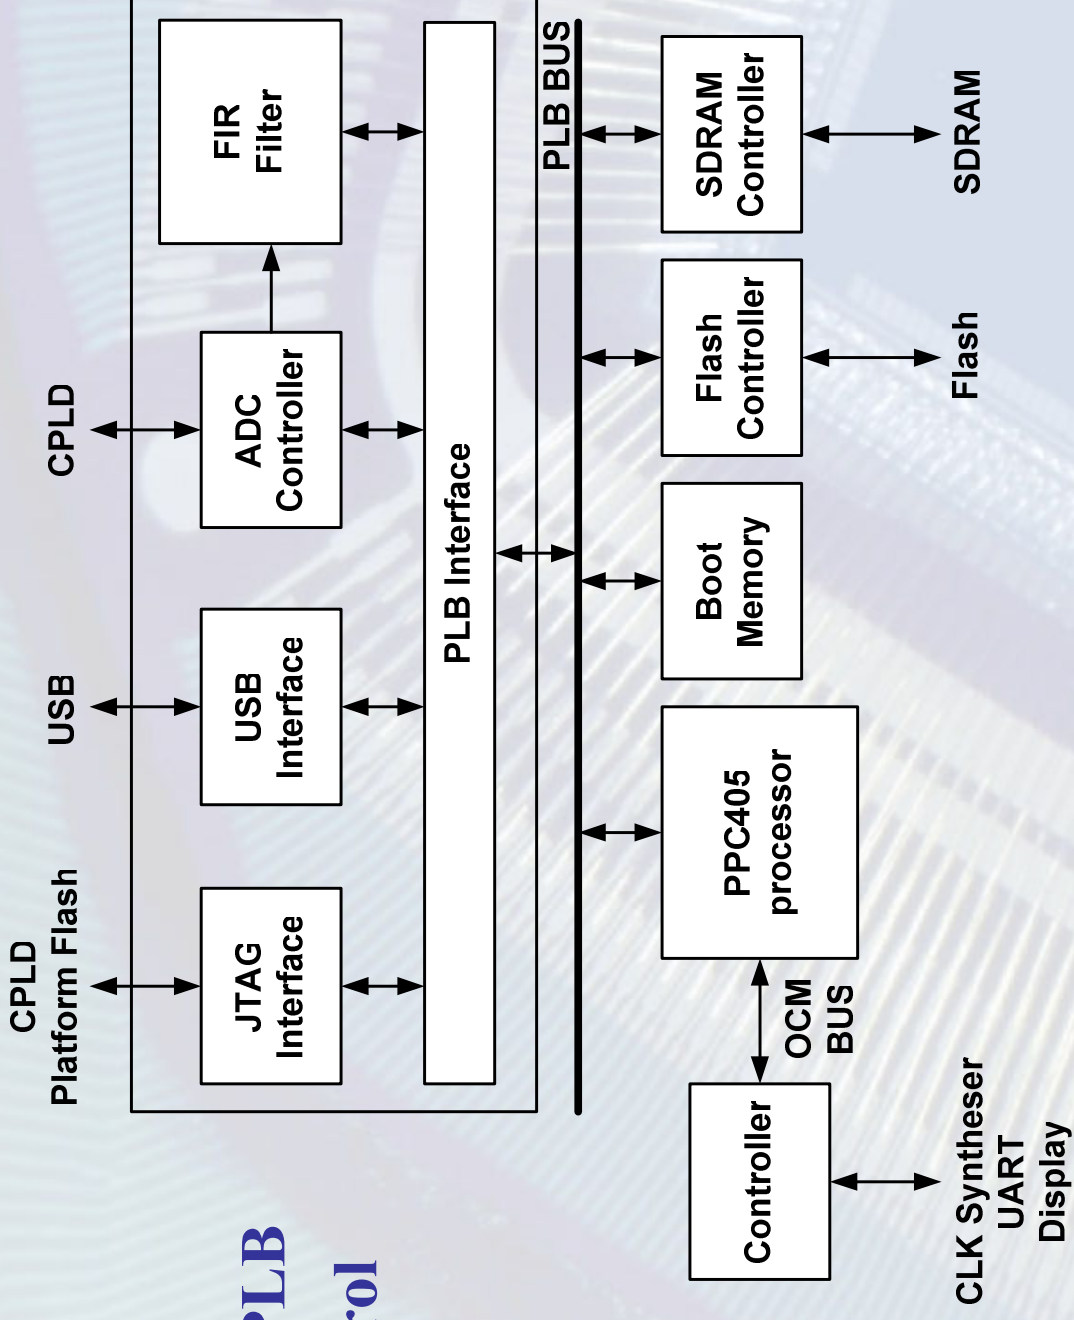 CPLD
Platform Flash
USB
CPLD
JTAG
Interface
USB
Interface
ADC
Controller
FIR
Filter
PLB Interface
PLB BUS
PPC405
processor
Boot
Memory
Flash
Controller
SDRAM
Controller
Controller
OCM
BUS
CLK Syntheser
UART
Display
Flash
SDRAM
PLB